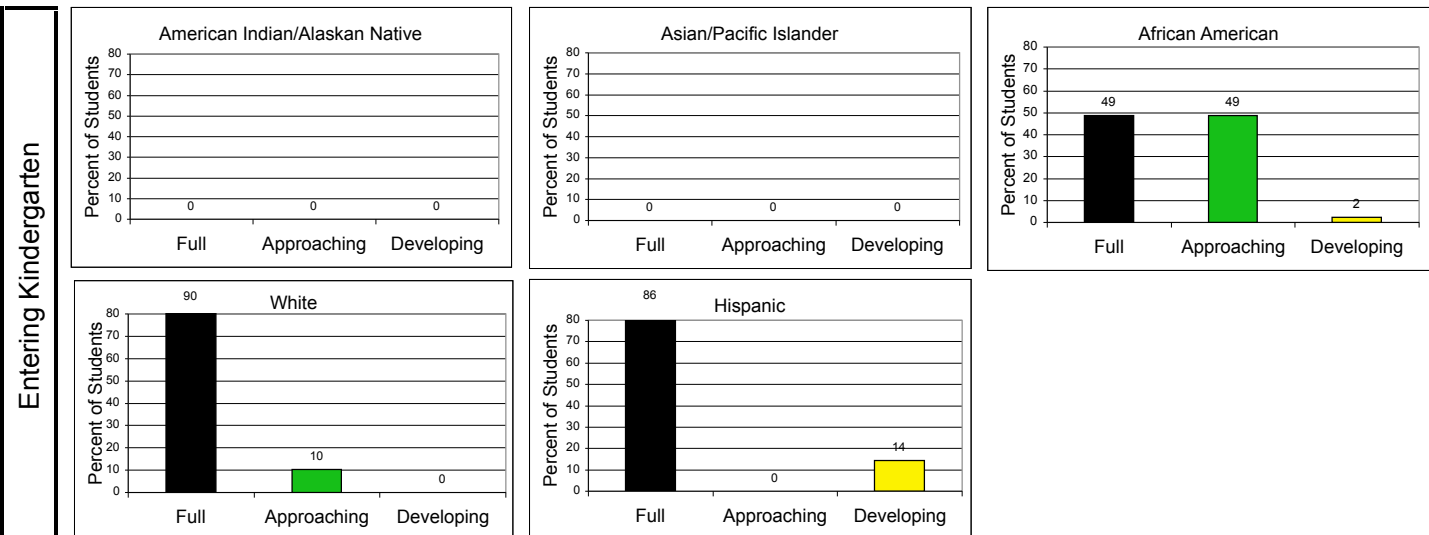 Entering Kindergarten
American Indian/Alaskan Native
Percent of Students
80
70
60
50
40
30
20
10
0
0 0 0
Full Approaching Developing
Asian/Pacific Islander
Percent of Students
80
70
60
50
40
30
20
10
0
0 0 0
Full Approaching Developing
African American
Percent of Students
80
70
60
50
40
30
20
10
0
49 49 2
Full Approaching Developing
White
Percent of Students
80
70
60
50
40
30
20
10
0
90 10 0
Full Approaching Developing
Hispanic
Percent of Students
80
70
60
50
40
30
20
10
0
86 0 14
Full Approaching Developing